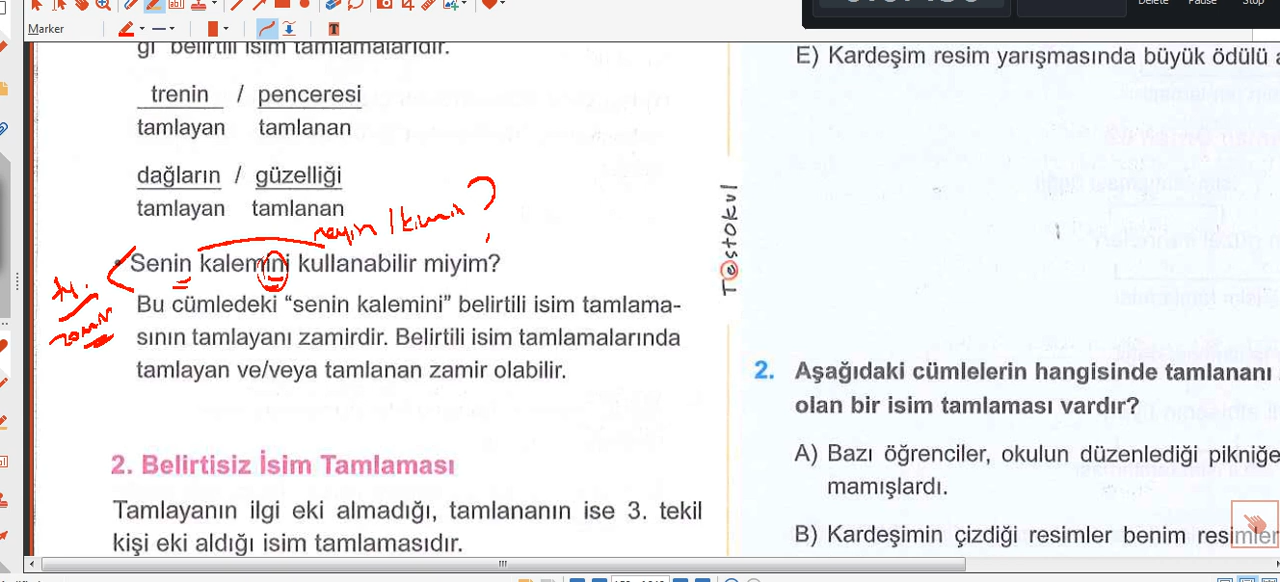 Marker
Delete Pause Stop
gi belirtili isim tamlamalarıdır.
trenin / penceresi
tamlayan tamlanan
dağların / güzelliği
tamlayan tamlanan
neyin / kimin ?
• Senin kalemini kullanabilir miyim?
zamir
Bu cümledeki “senin kalemini” belirtili isim tamlama-
sının tamlayanı zamirdir. Belirtili isim tamlamalarında
tamlayan ve/veya tamlanan zamir olabilir.
2. Belirtisiz İsim Tamlaması
Tamlayanın ilgi eki almadığı, tamlananın ise 3. tekil
kişi eki aldığı isim tamlamasıdır.
Testokul
E) Kardeşim resim yarışmasında büyük ödülü a
2. Aşağıdaki cümlelerin hangisinde tamlananı
olan bir isim tamlaması vardır?
A) Bazı öğrenciler, okulun düzenlediği pikniğe
mamışlardı.
B) Kardeşimin çizdiği resimler benim resimler